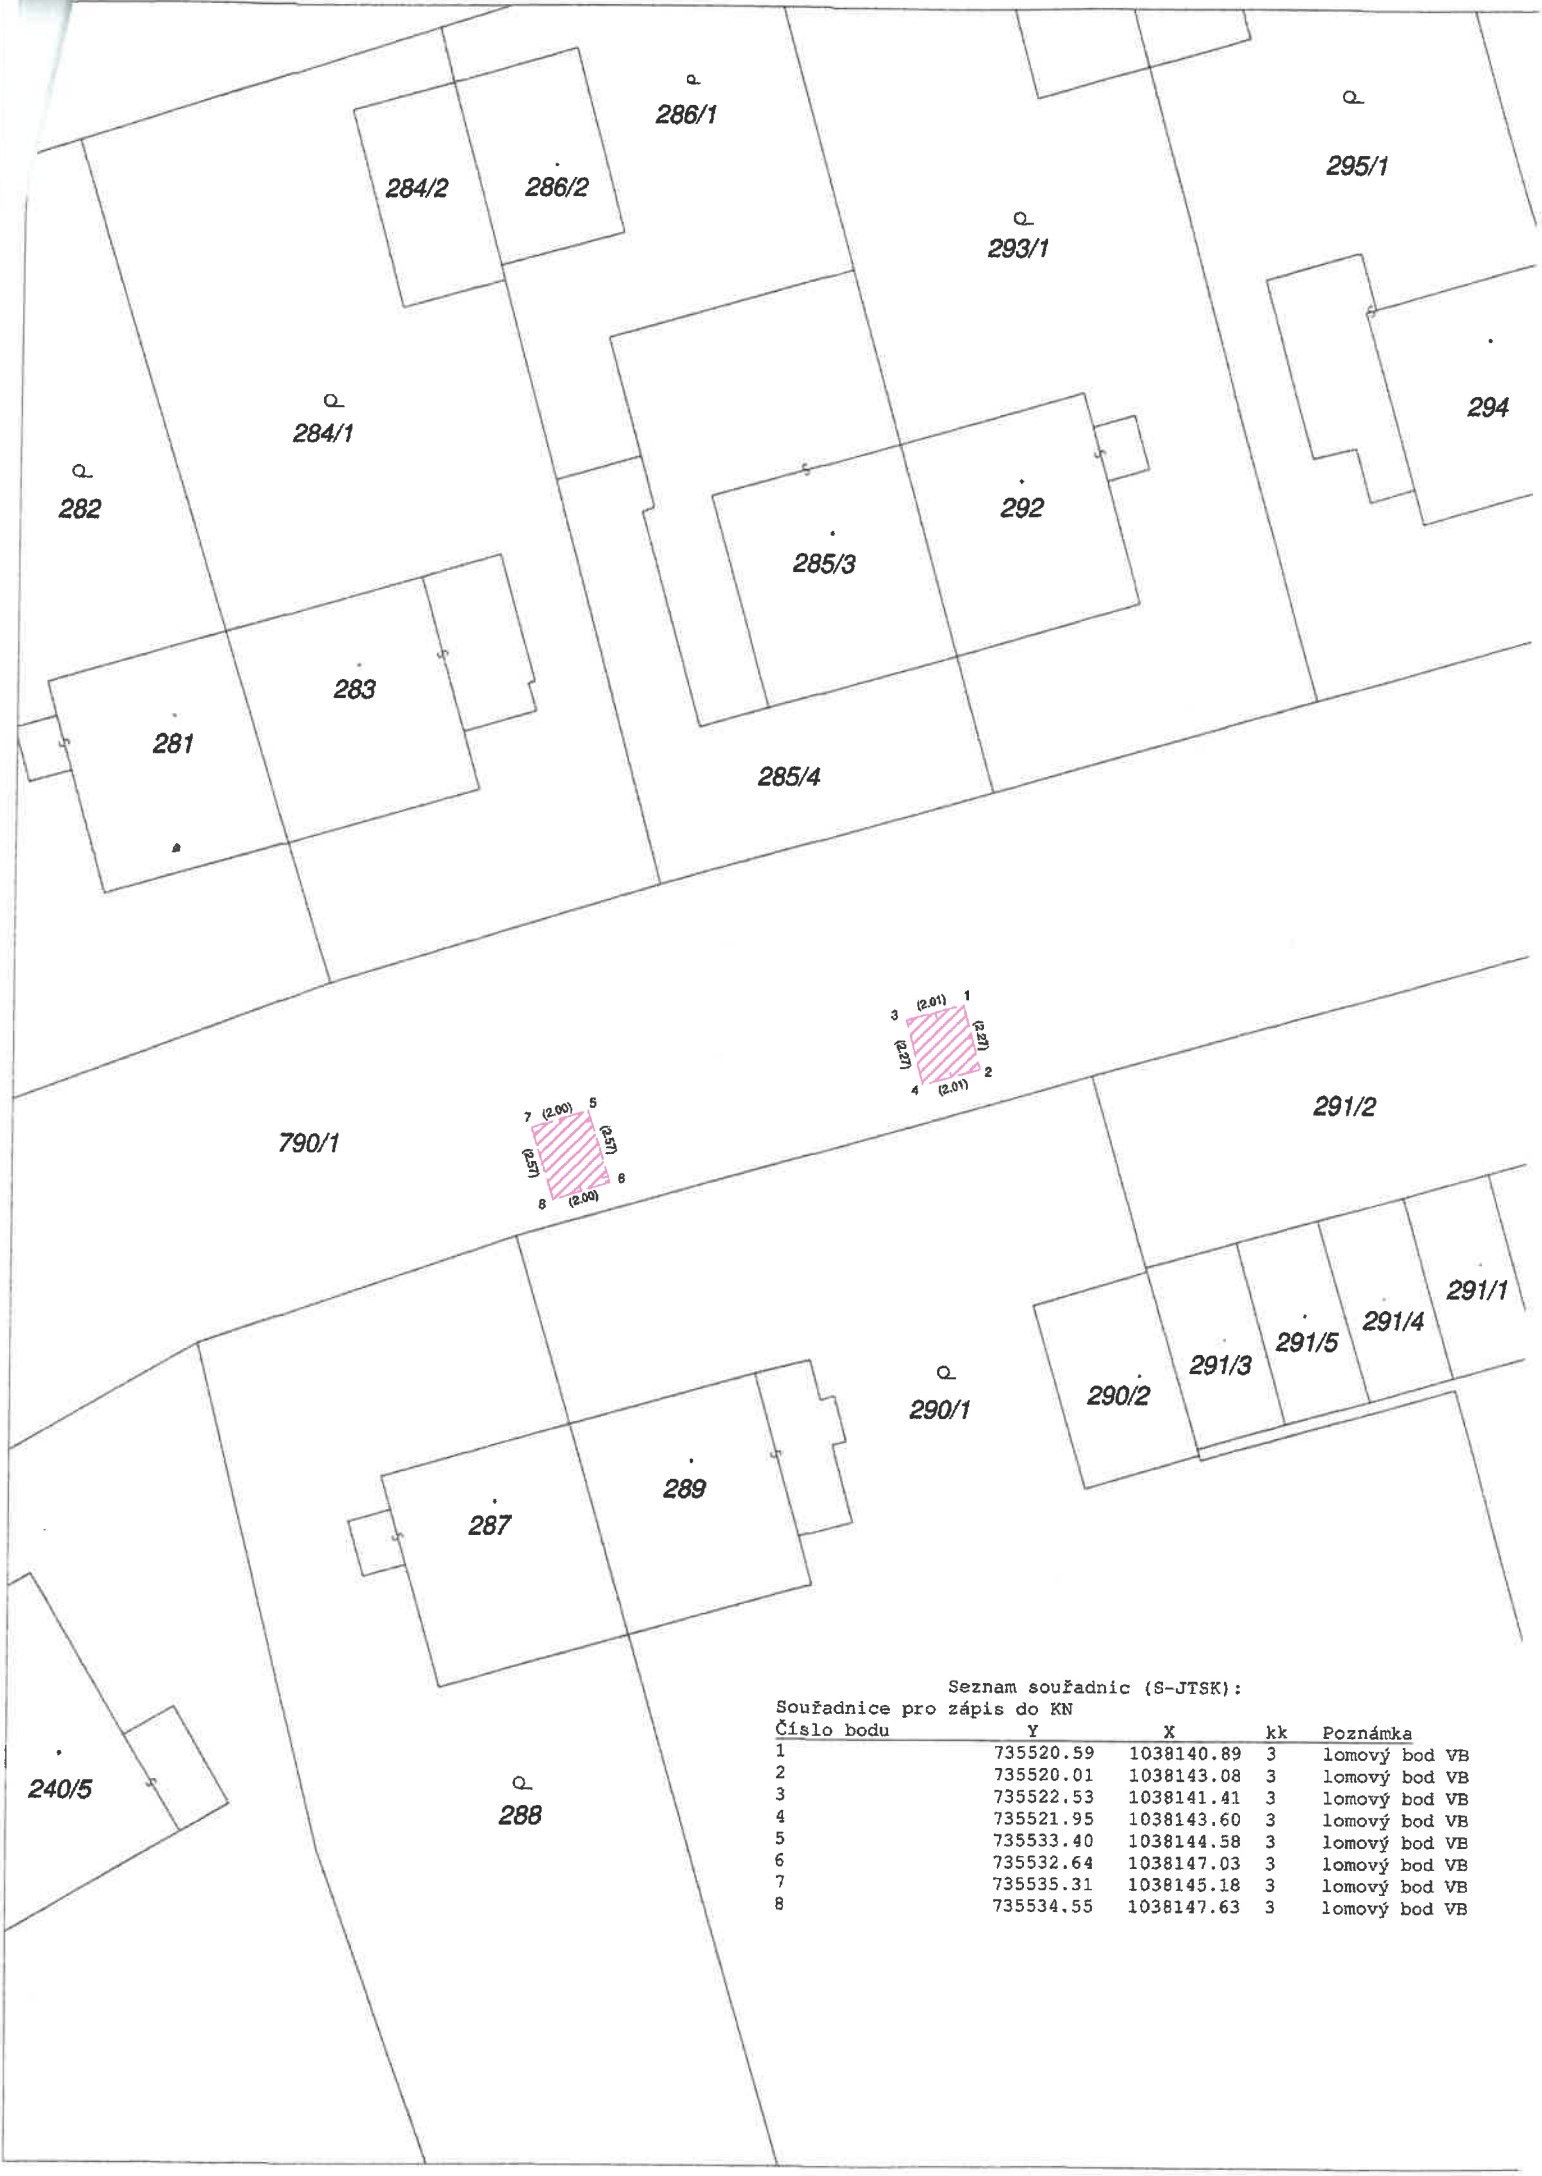 286/1
284/2
286/2
295/1
293/1
284/1
294
282
292
285/3
283
281
285/4
3 (2.01) 1
(2.27) (2.27)
4 (2.01) 2
7 (2.00) 5
(2.57) (2.57)
8 (2.00) 6
790/1
291/2
291/1
291/4
291/5
291/3
290/2
290/1
289
287
240/5
288
Seznam souřadnic (S-JTSK):
Souřadnice pro zápis do KN
Číslo bodu Y X kk Poznámka
1 735520.59 1038140.89 3 lomový bod VB
2 735520.01 1038143.08 3 lomový bod VB
3 735522.53 1038141.41 3 lomový bod VB
4 735521.95 1038143.60 3 lomový bod VB
5 735533.40 1038144.58 3 lomový bod VB
6 735532.64 1038147.03 3 lomový bod VB
7 735535.31 1038145.18 3 lomový bod VB
8 735534.55 1038147.63 3 lomový bod VB